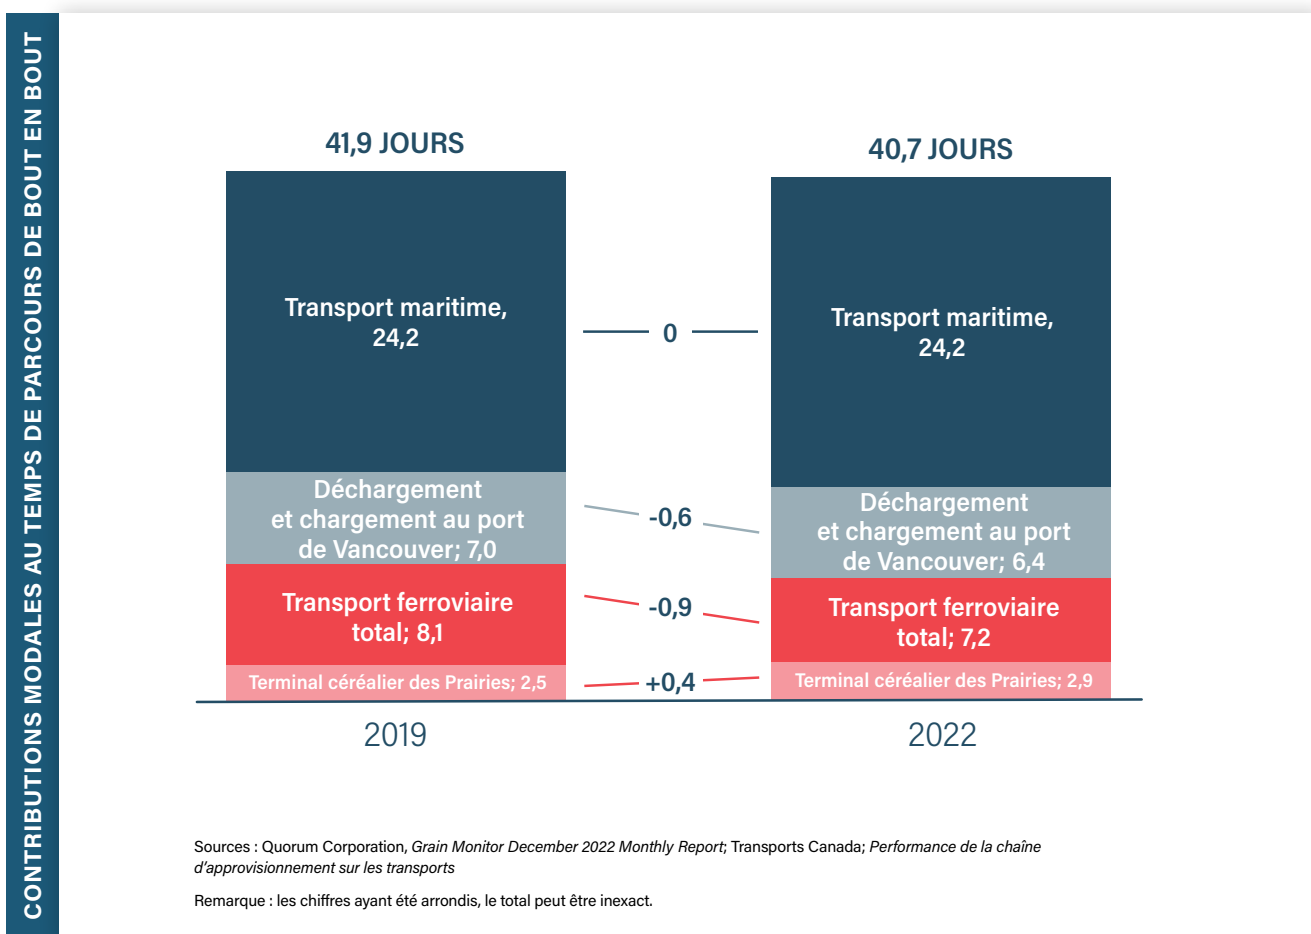 CONTRIBUTIONS MODALES AU TEMPS DE PARCOURS DE BOUT EN BOUT
41,9 JOURS
40,7 JOURS
Transport maritime,
24,2
0
Transport maritime,
24,2
Déchargement
et chargement au port
de Vancouver; 7,0
-0,6
Déchargement
et chargement au port
de Vancouver; 6,4
Transport ferroviaire
total; 8,1
-0,9
Transport ferroviaire
total; 7,2
Terminal céréalier des Prairies; 2,5
+0,4
Terminal céréalier des Prairies; 2,9
2019
2022
Sources : Quorum Corporation, Grain Monitor December 2022 Monthly Report; Transports Canada; Performance de la chaîne
d'approvisionnement sur les transports
Remarque : les chiffres ayant été arrondis, le total peut être inexact.